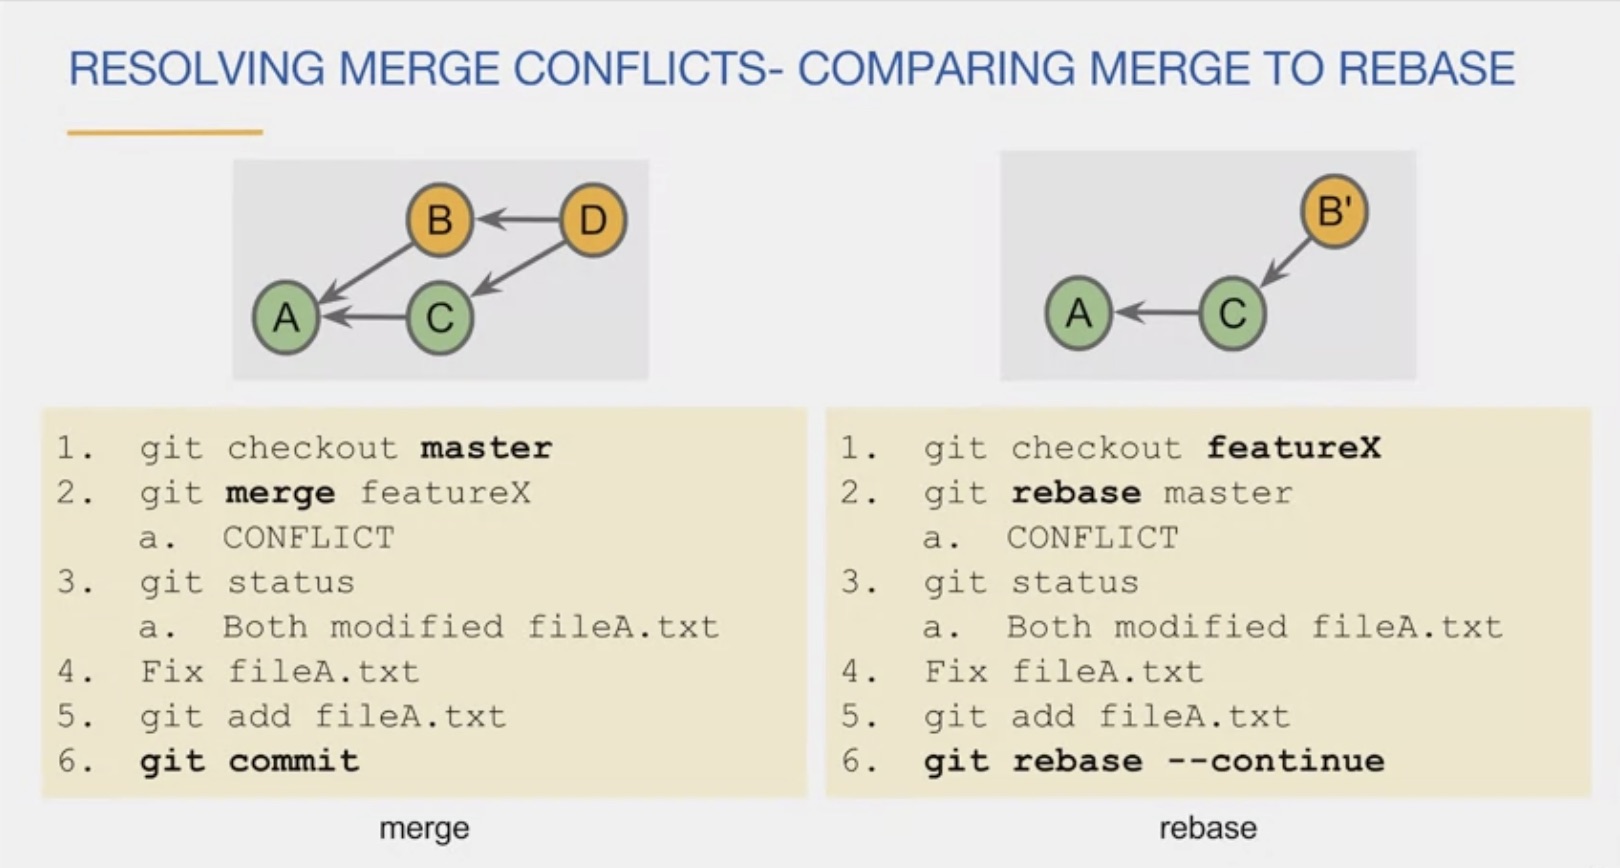 RESOLVING MERGE CONFLICTS- COMPARING MERGE TO REBASE
B
D
A
C
1. git checkout master
2. git merge featureX
a. CONFLICT
3. git status
a. Both modified fileA.txt
4. Fix fileA.txt
5. git add fileA.txt
6. git commit
merge
B'
A
C
1. git checkout featureX
2. git rebase master
a. CONFLICT
3. git status
a. Both modified fileA.txt
4. Fix fileA.txt
5. git add fileA.txt
6. git rebase --continue
rebase